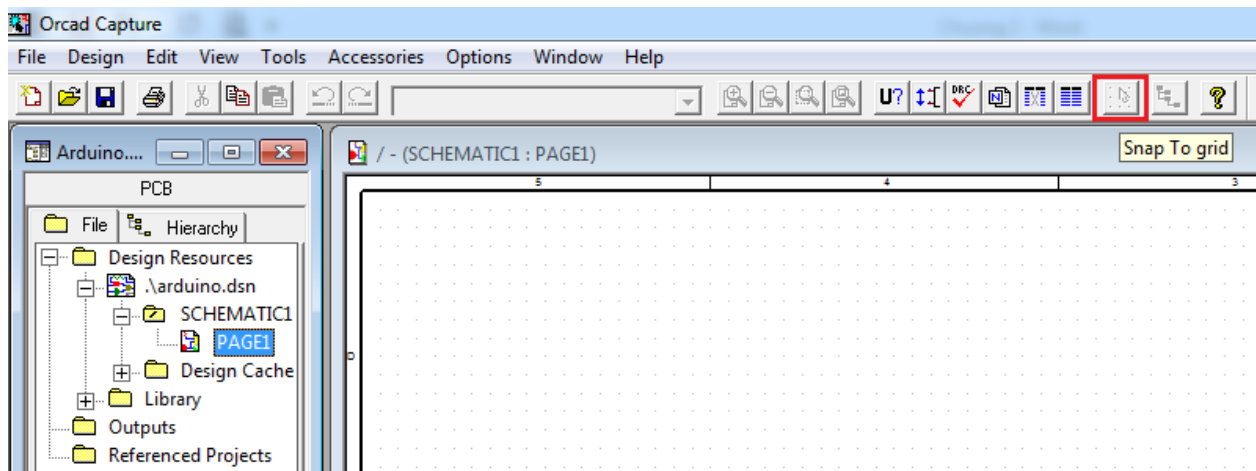 Orcad Capture
File Design Edit View Tools Accessories Options Window Help
U? DRC N ?
Snap To grid
Arduino....
/ - (SCHEMATIC1 : PAGE1)
PCB
5 4 3
File Hierarchy
Design Resources
.\arduino.dsn
SCHEMATIC1
PAGE1
D
Design Cache
Library
Outputs
Referenced Projects